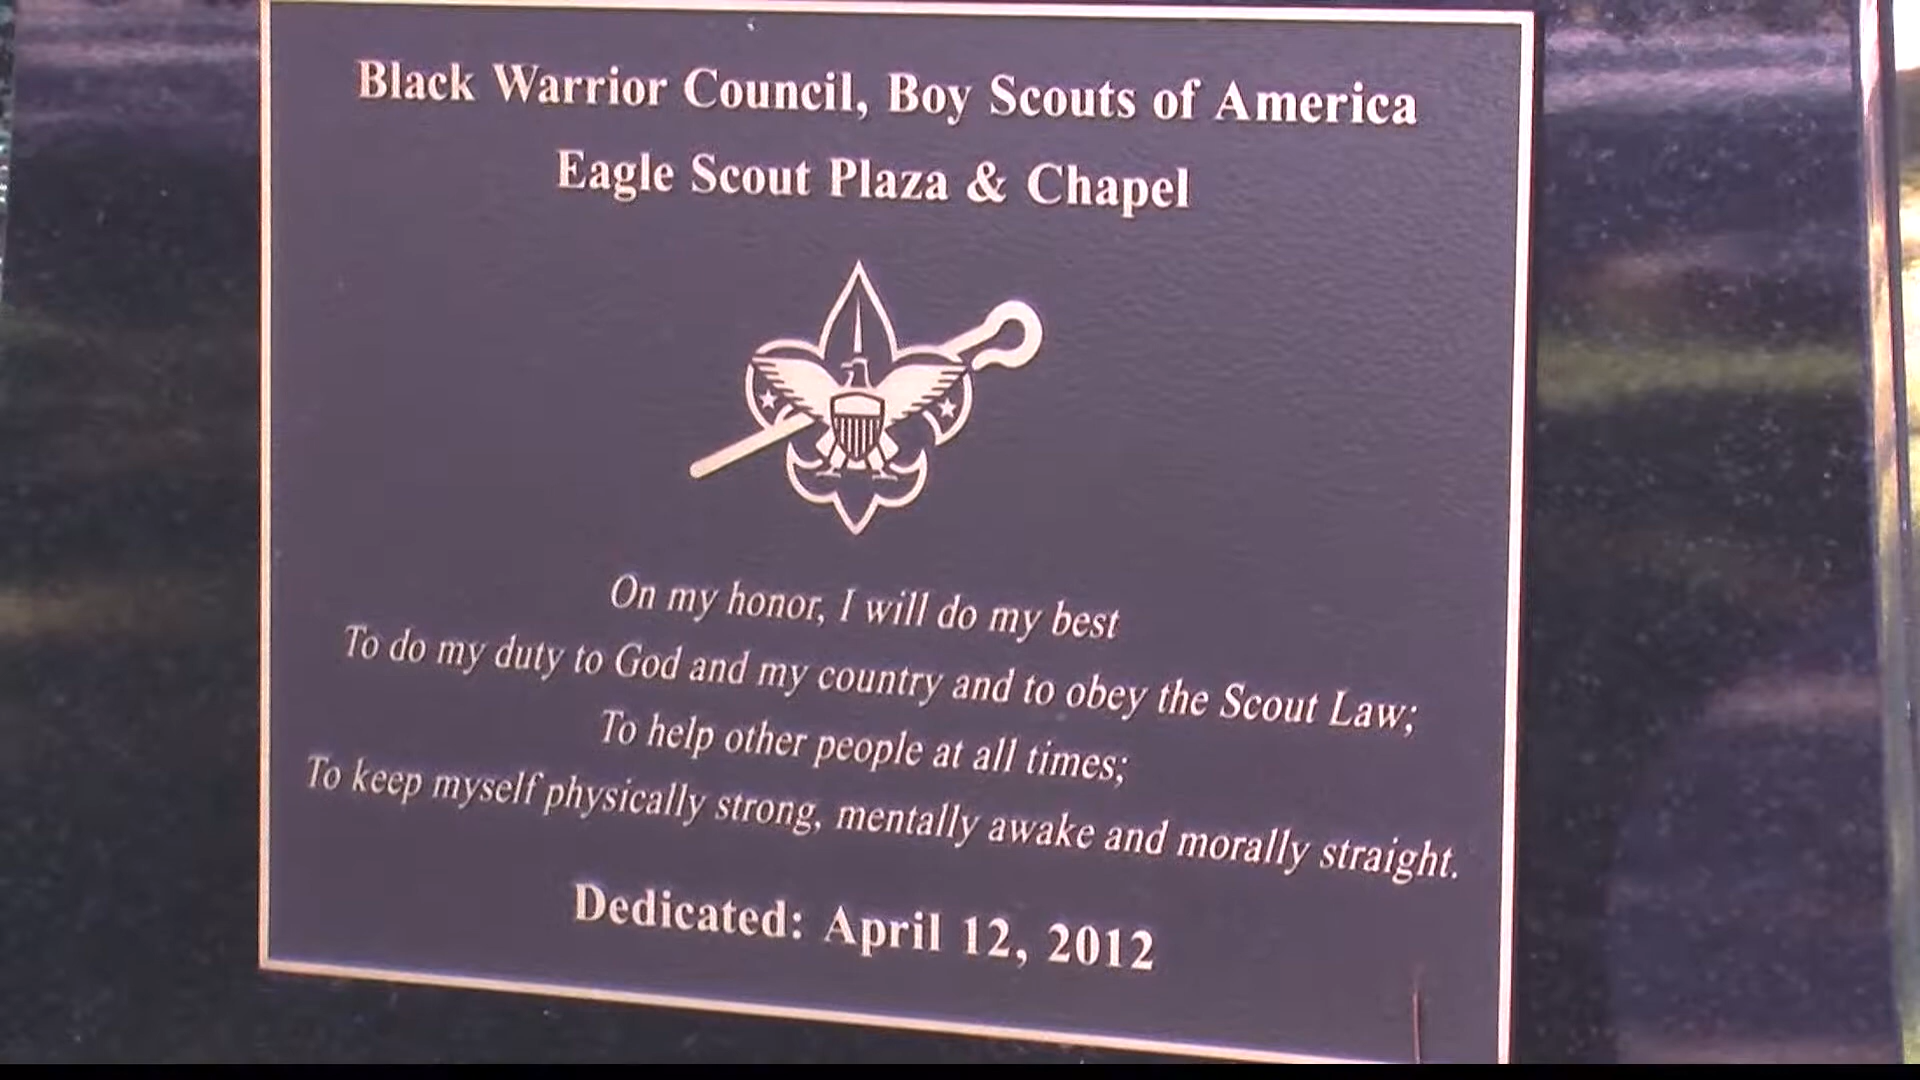 Black Warrior Council, Boy Scouts of America
Eagle Scout Plaza & Chapel
On my honor, I will do my best
To do my duty to God and my country and to obey the Scout Law;
To help other people at all times;
To keep myself physically strong, mentally awake and morally straight.
Dedicated: April 12, 2012